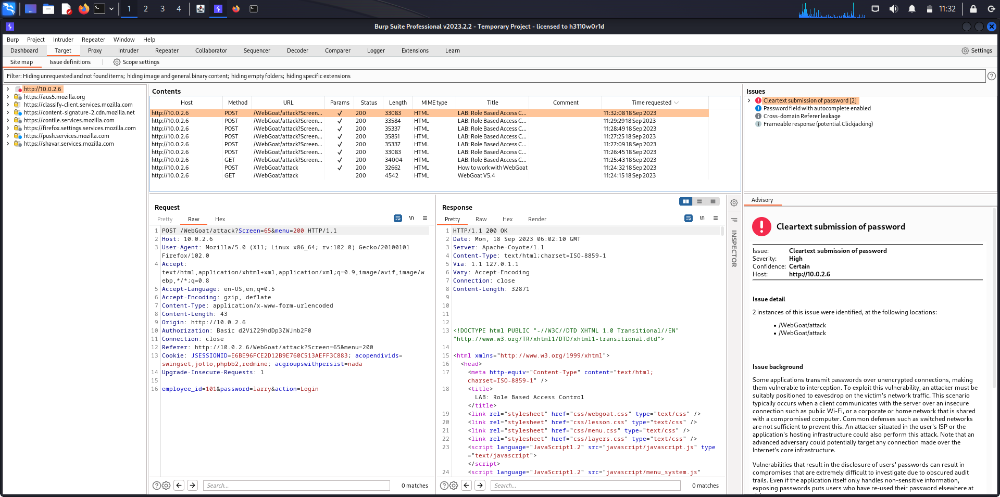 1 2 3 4 11:32
Burp Suite Professional v2023.2.2 - Temporary Project - licensed to h3110w0r1d
Burp Project Intruder Repeater Window Help
Dashboard Target Proxy Intruder Repeater Collaborator Sequencer Decoder Comparer Logger Extensions Learn Settings
Site map Issue definitions Scope settings
Filter: Hiding unrequested and not found items; hiding image and general binary content; hiding empty folders; hiding specific extensions
http://10.0.2.6
https://aus5.mozilla.org
https://classify-client.services.mozilla.com
https://content-signature-2.cdn.mozilla.net
https://contile.services.mozilla.com
https://firefox.settings.services.mozilla.com
https://push.services.mozilla.com
https://shavar.services.mozilla.com
Contents
Host Method URL Params Status Length MIME type Title Comment Time requested
http://10.0.2.6 POST /WebGoat/attack?Screen... ✓ 200 33083 HTML LAB: Role Based Access C... 11:32:08 18 Sep 2023
http://10.0.2.6 POST /WebGoat/attack?Screen... ✓ 200 33584 HTML LAB: Role Based Access C... 11:29:29 18 Sep 2023
http://10.0.2.6 POST /WebGoat/attack?Screen... ✓ 200 35337 HTML LAB: Role Based Access C... 11:28:49 18 Sep 2023
http://10.0.2.6 POST /WebGoat/attack?Screen... ✓ 200 35851 HTML LAB: Role Based Access C... 11:27:25 18 Sep 2023
http://10.0.2.6 POST /WebGoat/attack?Screen... ✓ 200 35337 HTML LAB: Role Based Access C... 11:27:09 18 Sep 2023
http://10.0.2.6 POST /WebGoat/attack?Screen... ✓ 200 33083 HTML LAB: Role Based Access C... 11:26:45 18 Sep 2023
http://10.0.2.6 GET /WebGoat/attack?Screen... ✓ 200 34004 HTML LAB: Role Based Access C... 11:25:43 18 Sep 2023
http://10.0.2.6 POST /WebGoat/attack ✓ 200 32662 HTML How to work with WebGoat 11:24:32 18 Sep 2023
http://10.0.2.6 GET /WebGoat/attack 200 4542 HTML WebGoat V5.4 11:24:15 18 Sep 2023
Request
Pretty Raw Hex \n
1 POST /WebGoat/attack?Screen=65&menu=200 HTTP/1.1
2 Host: 10.0.2.6
3 User-Agent: Mozilla/5.0 (X11; Linux x86_64; rv:102.0) Gecko/20100101
Firefox/102.0
4 Accept:
text/html,application/xhtml+xml,application/xml;q=0.9,image/avif,image/w
ebp,*/*;q=0.8
5 Accept-Language: en-US,en;q=0.5
6 Accept-Encoding: gzip, deflate
7 Content-Type: application/x-www-form-urlencoded
8 Content-Length: 43
9 Origin: http://10.0.2.6
10 Authorization: Basic d2ViZ29hdDp3ZWJnb2F0
11 Connection: close
12 Referer: http://10.0.2.6/WebGoat/attack?Screen=65&menu=200
13 Cookie: JSESSIONID=E6BE96FCE2D12B9E760C513AEFF3C883; acopendivids=
swingset,jotto,phpbb2,redmine; acgroupswithpersist=nada
14 Upgrade-Insecure-Requests: 1
15
16 employee_id=101&password=larry&action=Login
Search... 0 matches
Response
Pretty Raw Hex Render \n
1 HTTP/1.1 200 OK
2 Date: Mon, 18 Sep 2023 06:02:10 GMT
3 Server: Apache-Coyote/1.1
4 Content-Type: text/html;charset=ISO-8859-1
5 Via: 1.1 127.0.1.1
6 Vary: Accept-Encoding
7 Connection: close
8 Content-Length: 32871
9
10
11
12
13 <!DOCTYPE html PUBLIC "-//W3C//DTD XHTML 1.0 Transitional//EN"
"http://www.w3.org/TR/xhtml1/DTD/xhtml1-transitional.dtd">
14
15 <html xmlns="http://www.w3.org/1999/xhtml">
16 <head>
17 <meta http-equiv="Content-Type" content="text/html;
charset=ISO-8859-1" />
18 <title>
LAB: Role Based Access Control
</title>
19 <link rel="stylesheet" href="css/webgoat.css" type="text/css" />
20 <link rel="stylesheet" href="css/lesson.css" type="text/css" />
21 <link rel="stylesheet" href="css/menu.css" type="text/css" />
22 <link rel="stylesheet" href="css/layers.css" type="text/css" />
23 <script language="JavaScript1.2" src="javascript/javascript.js" type
="text/javascript">
</script>
24 <script language="JavaScript1.2" src="javascript/menu_system.js"
Search... 0 matches
INSPECTOR
Issues
Cleartext submission of password [2]
Password field with autocomplete enabled
Cross-domain Referer leakage
Frameable response (potential Clickjacking)
Advisory
Cleartext submission of password
Issue: Cleartext submission of password
Severity: High
Confidence: Certain
Host: http://10.0.2.6
Issue detail
2 instances of this issue were identified, at the following locations:
• /WebGoat/attack
• /WebGoat/attack
Issue background
Some applications transmit passwords over unencrypted connections, making
them vulnerable to interception. To exploit this vulnerability, an attacker must be
suitably positioned to eavesdrop on the victim's network traffic. This scenario
typically occurs when a client communicates with the server over an insecure
connection such as public Wi-Fi, or a corporate or home network that is shared
with a compromised computer. Common defenses such as switched networks
are not sufficient to prevent this. An attacker situated in the user's ISP or the
application's hosting infrastructure could also perform this attack. Note that an
advanced adversary could potentially target any connection made over the
Internet's core infrastructure.
Vulnerabilities that result in the disclosure of users' passwords can result in
compromises that are extremely difficult to investigate due to obscured audit
trails. Even if the application itself only handles non-sensitive information,
exposing passwords puts users who have re-used their password elsewhere at